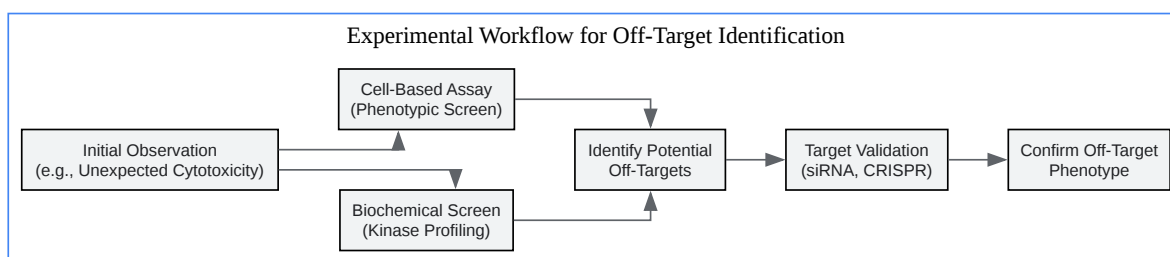 Experimental Workflow for Off-Target Identification
Cell-Based Assay
(Phenotypic Screen)
Initial Observation
(e.g., Unexpected Cytotoxicity)
Biochemical Screen
(Kinase Profiling)
Identify Potential
Off-Targets
Target Validation
(siRNA, CRISPR)
Confirm Off-Target
Phenotype